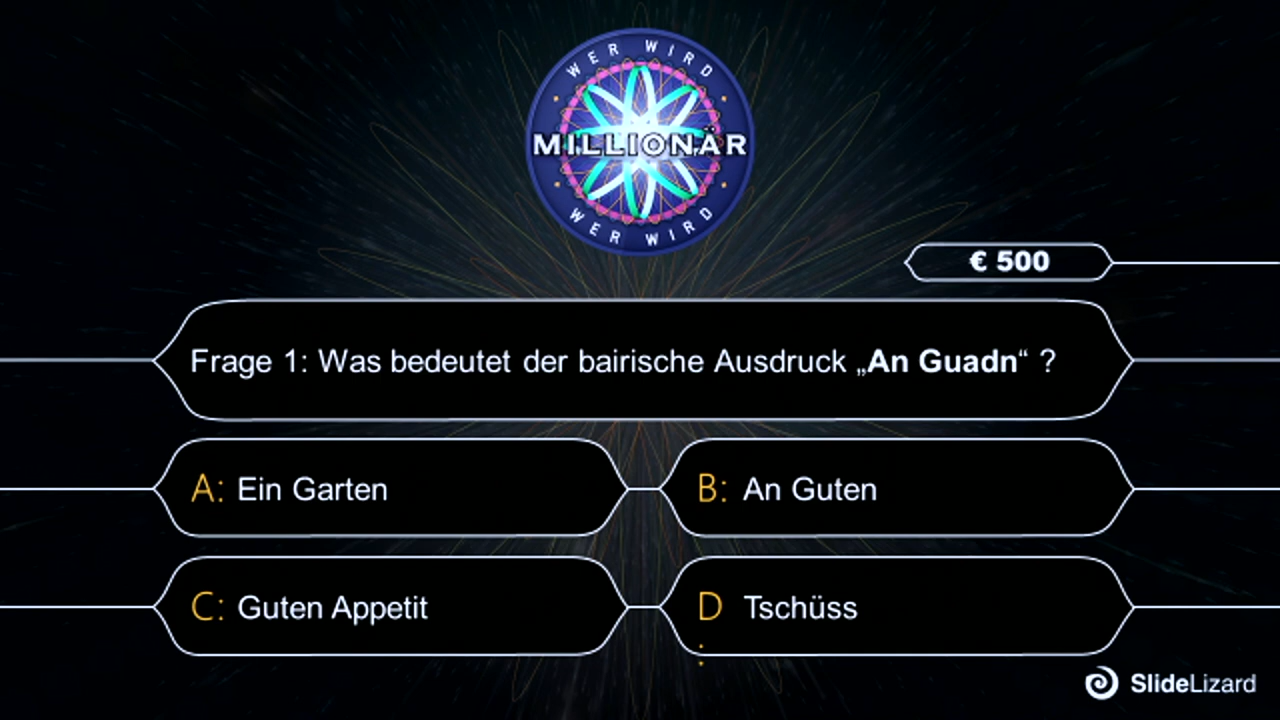 WER WIRD
MILLIONÄR
WER WIRD
€ 500
Frage 1: Was bedeutet der bairische Ausdruck „An Guadn“ ?
A: Ein Garten
B: An Guten
C: Guten Appetit
D Tschüss
:
SlideLizard